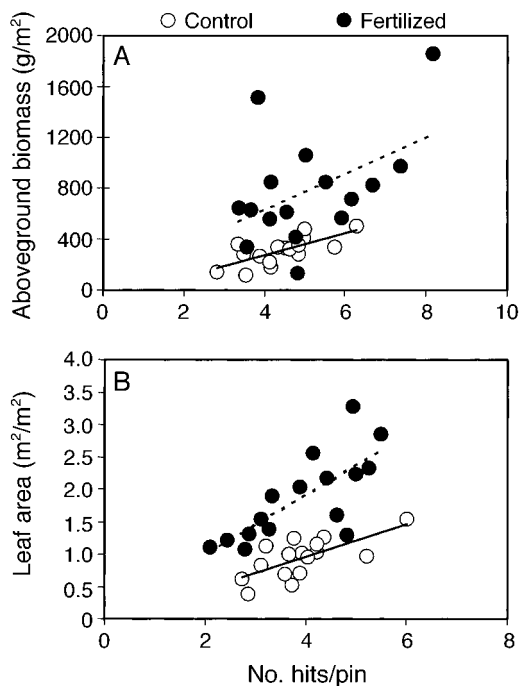 Control Fertilized
A
Aboveground biomass (g/m²)
2000
1600
1200
800
400
0
0 2 4 6 8 10
B
Leaf area (m²/m²)
4.0
3.5
3.0
2.5
2.0
1.5
1.0
0.5
0
0 2 4 6 8
No. hits/pin